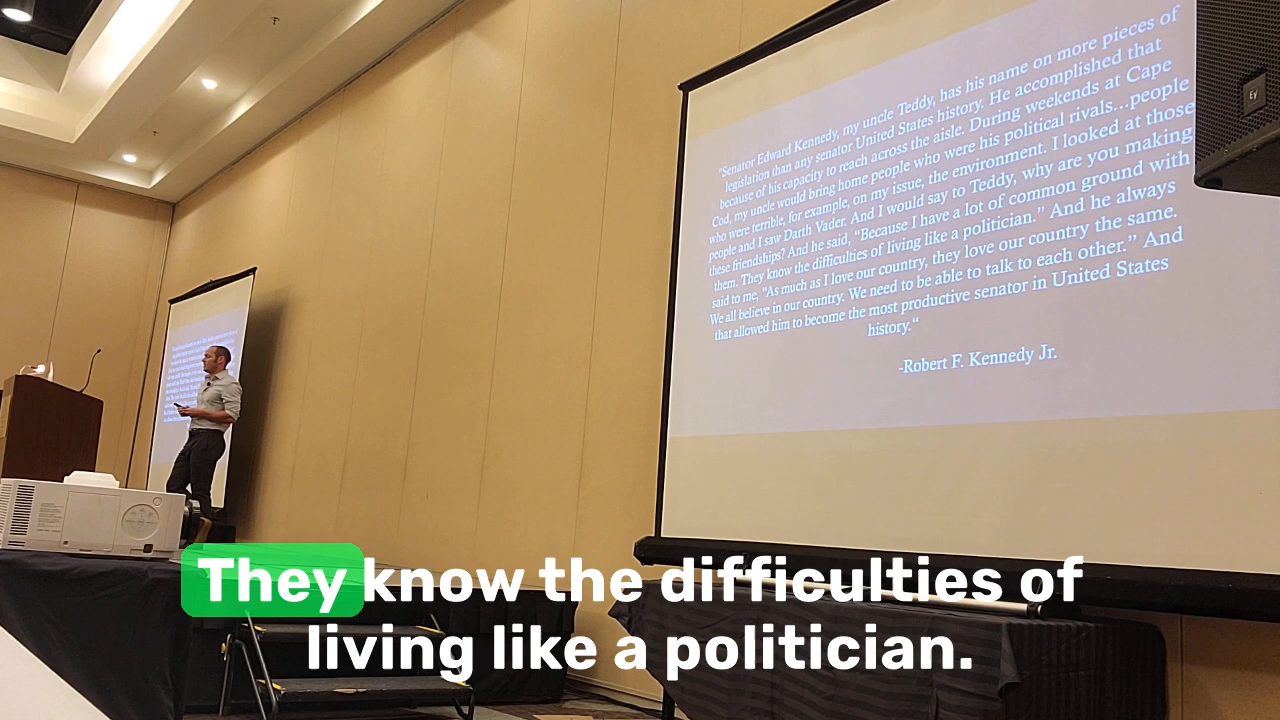 "Senator Edward Kennedy, my uncle Teddy, has his name on more pieces of
legislation than any senator United States history. He accomplished that
because of his capacity to reach across the aisle. During weekends at Cape
Cod, my uncle would bring home people who were his political rivals...people
who were terrible, for example, on my issue, the environment. I looked at those
people and I saw Darth Vader. And I would say to Teddy, why are you making
these friendships? And he said, "Because I have a lot of common ground with
them. They know the difficulties of living like a politician." And he always
said to me, "As much as I love our country, they love our country the same.
We all believe in our country. We need to be able to talk to each other." And
that allowed him to become the most productive senator in United States
history."
-Robert F. Kennedy Jr.
They know the difficulties of
living like a politician.